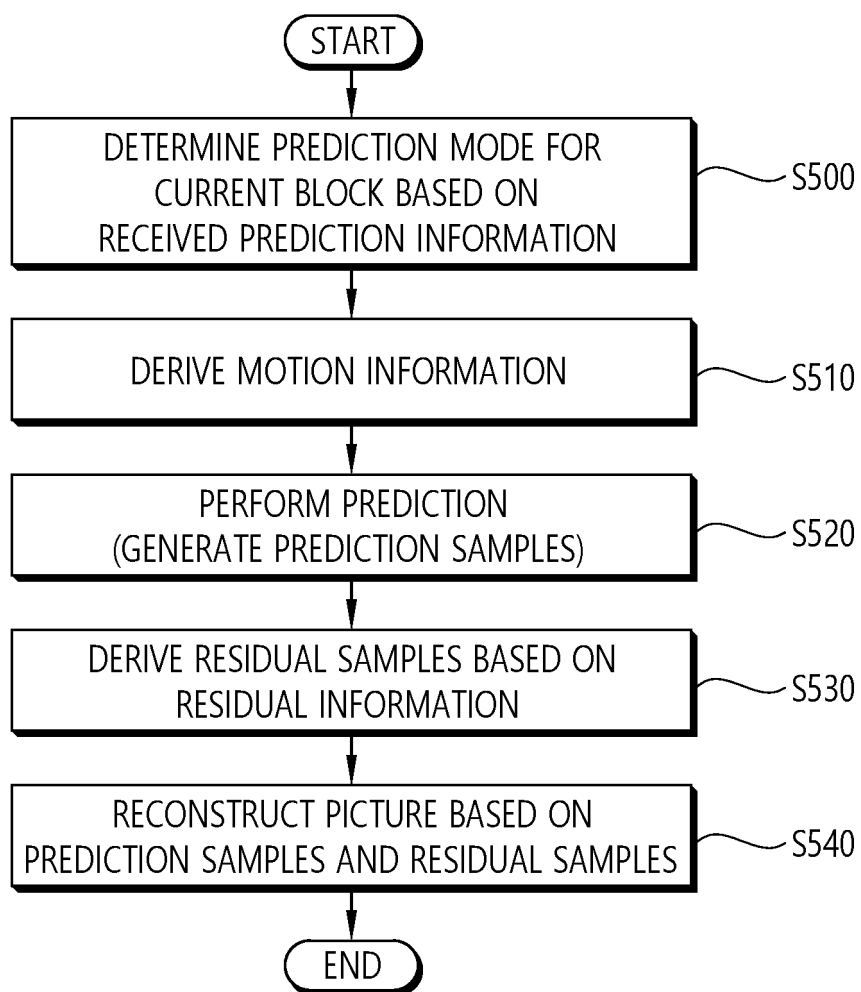 START
DETERMINE PREDICTION MODE FOR
CURRENT BLOCK BASED ON
RECEIVED PREDICTION INFORMATION
S500
DERIVE MOTION INFORMATION
S510
PERFORM PREDICTION
(GENERATE PREDICTION SAMPLES)
S520
DERIVE RESIDUAL SAMPLES BASED ON
RESIDUAL INFORMATION
S530
RECONSTRUCT PICTURE BASED ON
PREDICTION SAMPLES AND RESIDUAL SAMPLES
S540
END